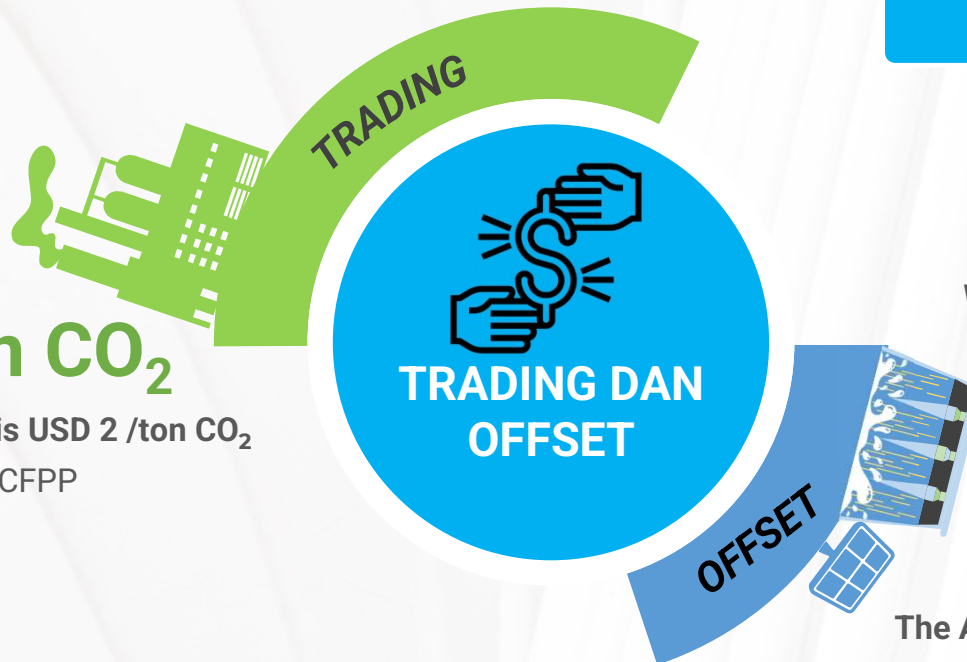 TRADING
n CO₂
is USD 2 /ton CO₂
CFPP
TRADING DAN
OFFSET
OFFSET
The A